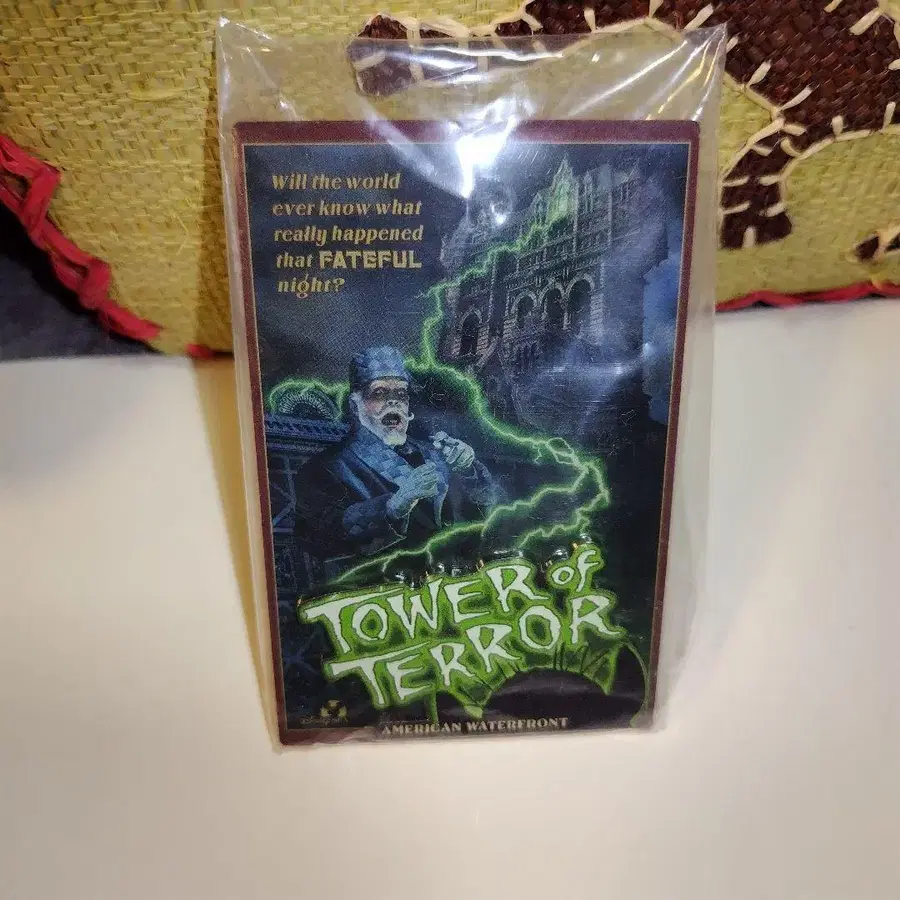 Will the world
ever know what
really happened
that FATEFUL
night?
TOWER of
TERROR
AMERICAN WATERFRONT